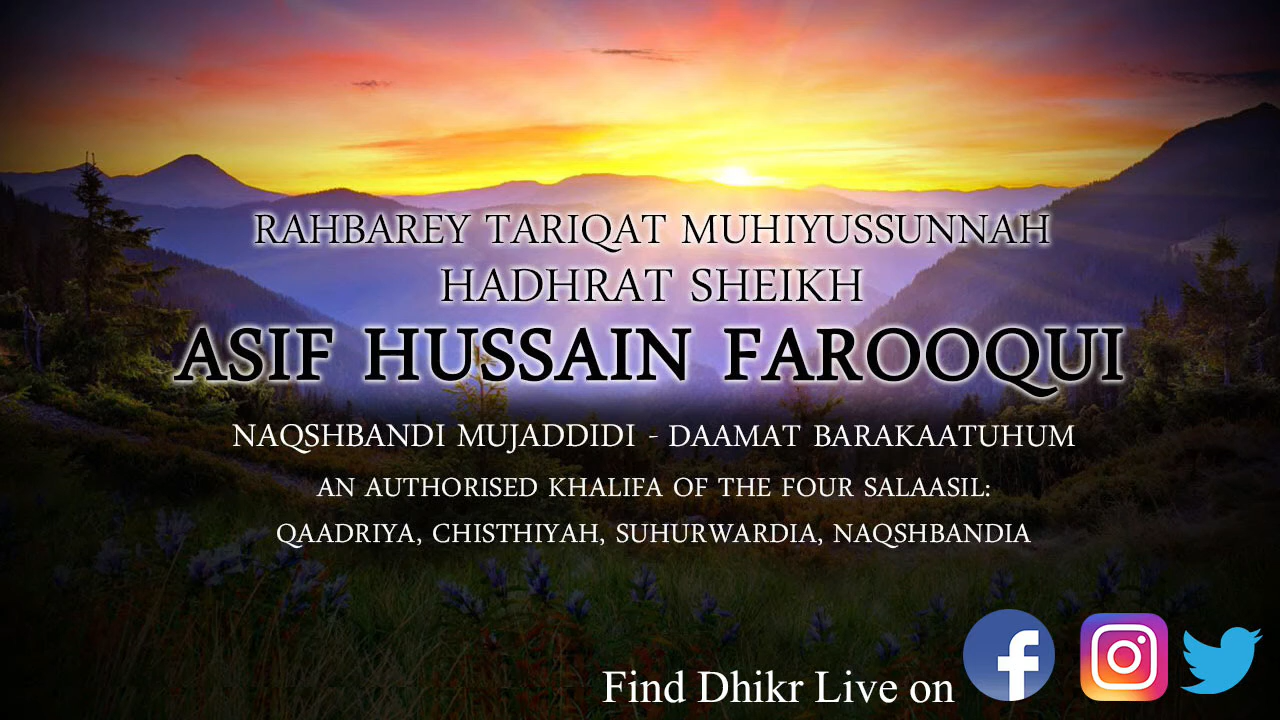 RAHBAREY TARIQAT MUHIYUSSUNNAH
HADHRAT SHEIKH
ASIF HUSSAIN FAROOQUI
NAQSHBANDI MUJADDIDI - DAAMAT BARAKAATUHUM
AN AUTHORISED KHALIFA OF THE FOUR SALAASIL:
QAADRIYA, CHISTHIYAH, SUHURWARDIA, NAQSHBANDIA
Find Dhikr Live on